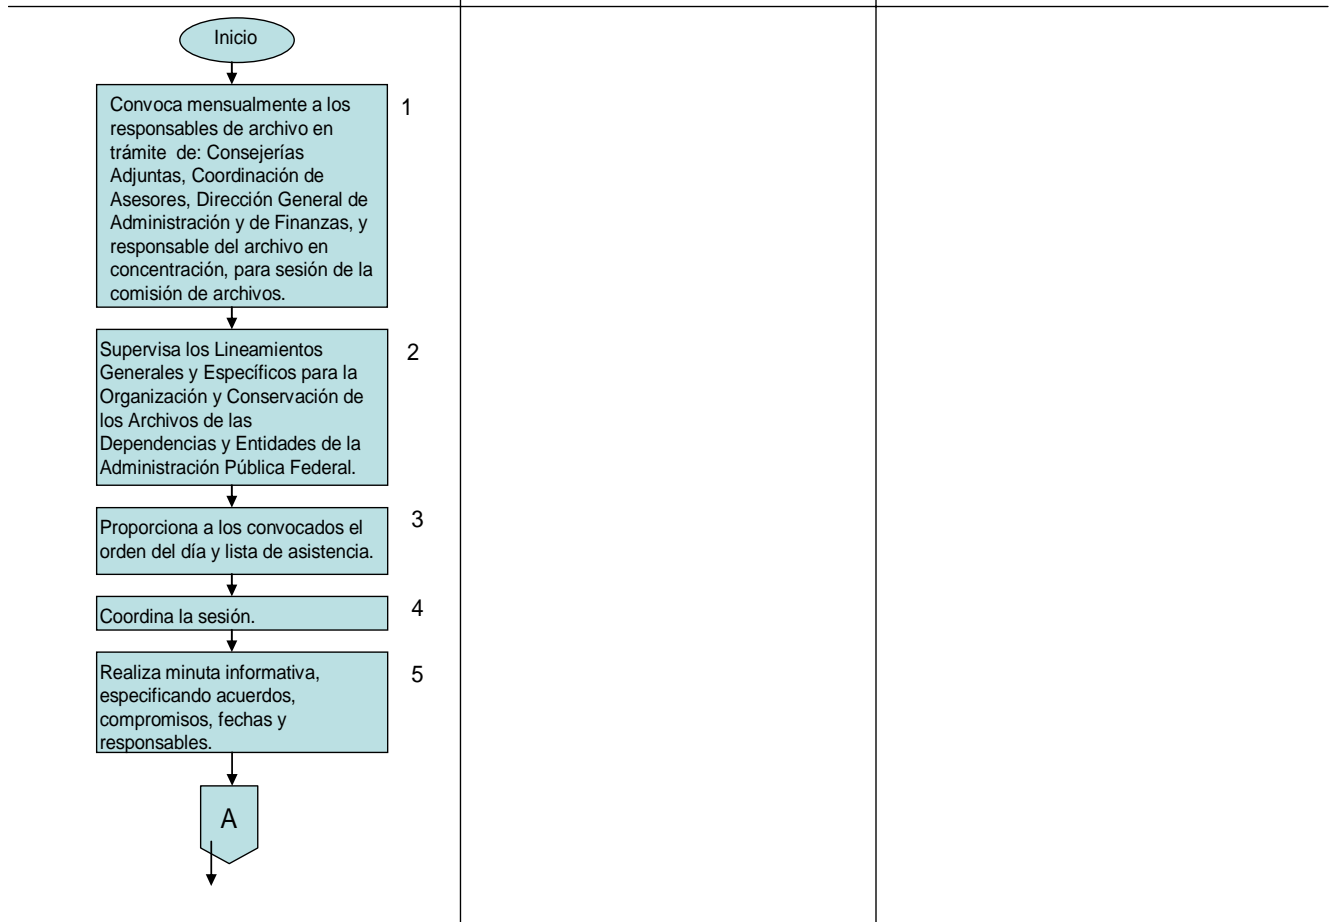 Inicio
Convoca mensualmente a los
responsables de archivo en
trámite de: Consejerías
Adjuntas, Coordinación de
Asesores, Dirección General de
Administración y de Finanzas, y
responsable del archivo en
concentración, para sesión de la
comisión de archivos.
1
Supervisa los Lineamientos
Generales y Específicos para la
Organización y Conservación de
los Archivos de las
Dependencias y Entidades de la
Administración Pública Federal.
2
Proporciona a los convocados el
orden del día y lista de asistencia.
3
Coordina la sesión.
4
Realiza minuta informativa,
especificando acuerdos,
compromisos, fechas y
responsables.
5
A